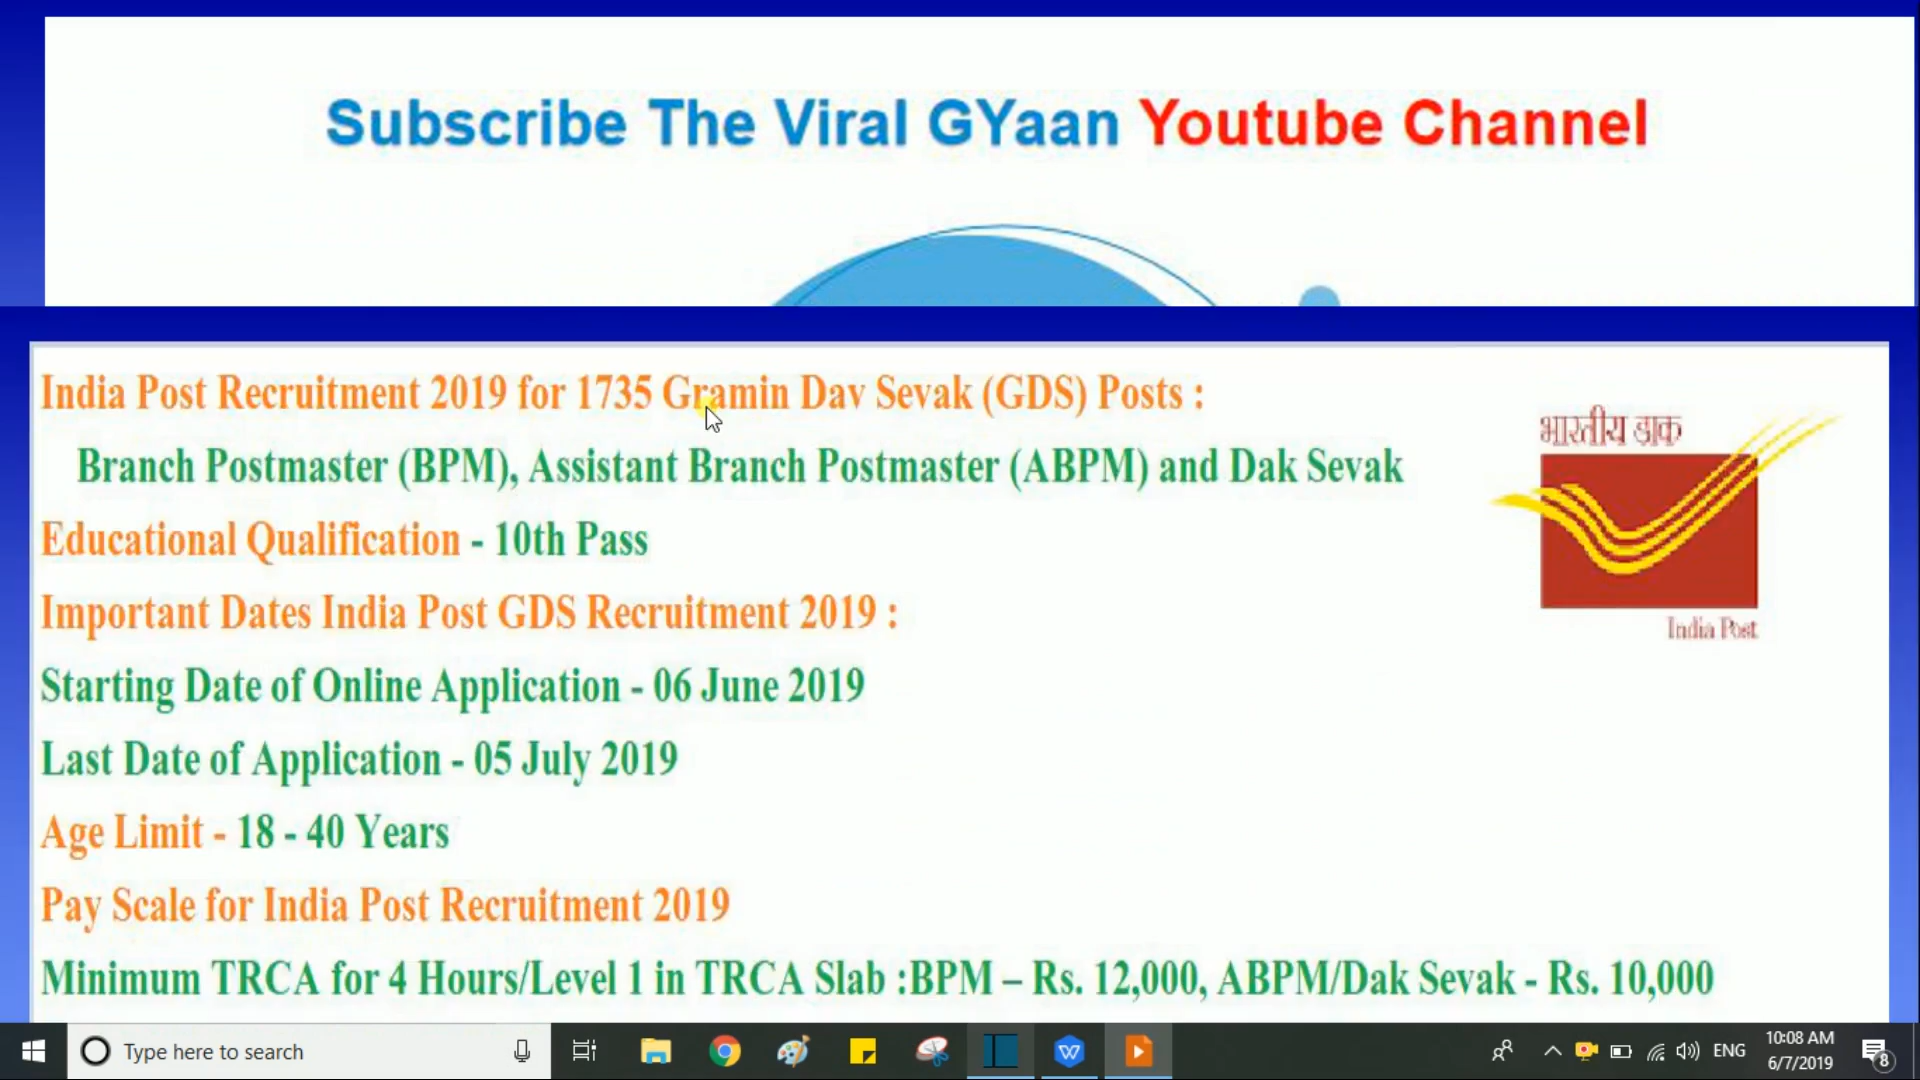 Subscribe The Viral GYaan Youtube Channel
India Post Recruitment 2019 for 1735 Gramin Dav Sevak (GDS) Posts :
Branch Postmaster (BPM), Assistant Branch Postmaster (ABPM) and Dak Sevak
Educational Qualification - 10th Pass
Important Dates India Post GDS Recruitment 2019 :
Starting Date of Online Application - 06 June 2019
Last Date of Application - 05 July 2019
Age Limit - 18 - 40 Years
Pay Scale for India Post Recruitment 2019
Minimum TRCA for 4 Hours/Level 1 in TRCA Slab :BPM – Rs. 12,000, ABPM/Dak Sevak - Rs. 10,000
भारतीय डाक
India Post
Type here to search
ENG
10:08 AM
6/7/2019
8